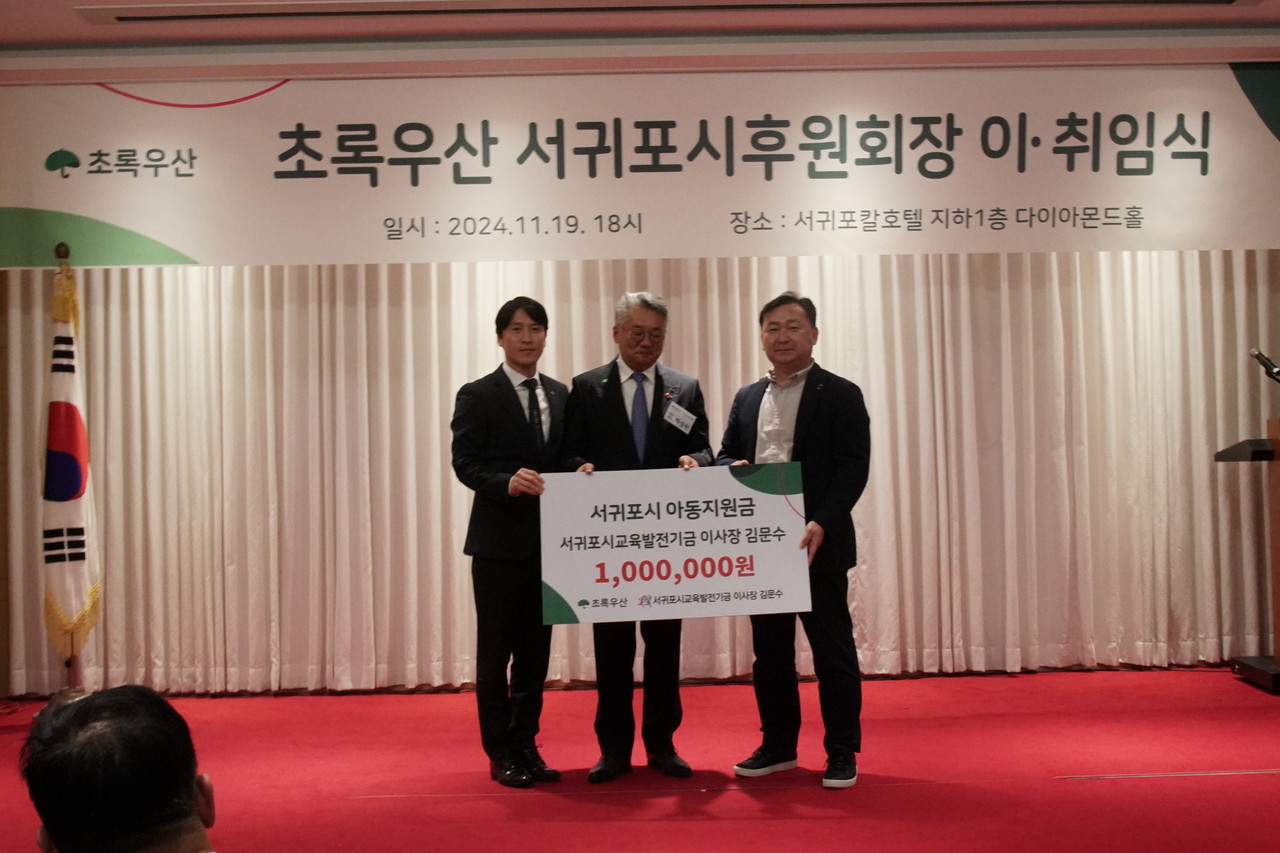 초록우산
초록우산 서귀포시후원회장 이·취임식
일시 : 2024.11.19. 18시
장소 : 서귀포칼호텔 지하1층 다이아몬드홀
서귀포시 아동지원금
서귀포시교육발전기금 이사장 김문수
1,000,000원
초록우산
서귀포시교육발전기금 이사장 김문수